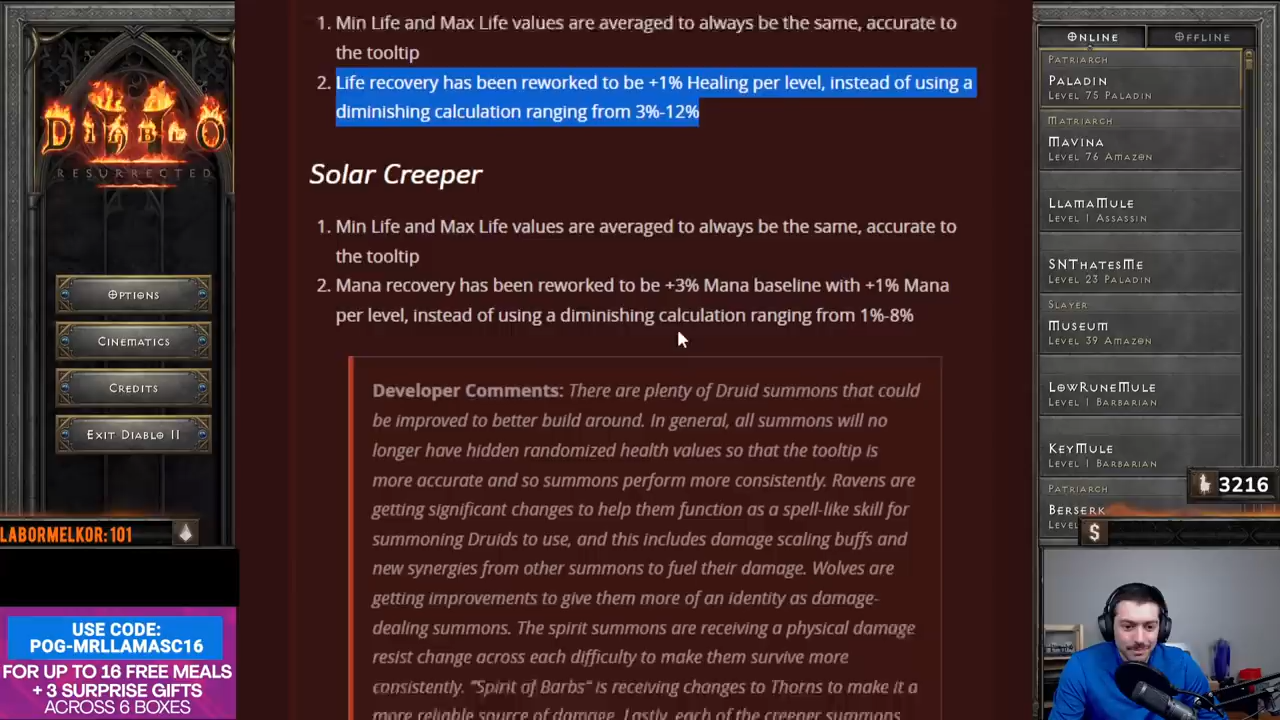 DIABLO
II
RESURRECTED
Options
Cinematics
Credits
Exit Diablo II
LABORMELKOR: 101
USE CODE:
POG-MRLLAMASC16
FOR UP TO 16 FREE MEALS
+ 3 SURPRISE GIFTS
ACROSS 6 BOXES
1. Min Life and Max Life values are averaged to always be the same, accurate to
the tooltip
2. Life recovery has been reworked to be +1% Healing per level, instead of using a
diminishing calculation ranging from 3%-12%
Solar Creeper
1. Min Life and Max Life values are averaged to always be the same, accurate to
the tooltip
2. Mana recovery has been reworked to be +3% Mana baseline with +1% Mana
per level, instead of using a diminishing calculation ranging from 1%-8%
Developer Comments: There are plenty of Druid summons that could
be improved to better build around. In general, all summons will no
longer have hidden randomized health values so that the tooltip is
more accurate and so summons perform more consistently. Ravens are
getting significant changes to help them function as a spell-like skill for
summoning Druids to use, and this includes damage scaling buffs and
new synergies from other summons to fuel their damage. Wolves are
getting improvements to give them more of an identity as damage-
dealing summons. The spirit summons are receiving a physical damage
resist change across each difficulty to make them survive more
consistently. "Spirit of Barbs" is receiving changes to Thorns to make it a
more reliable source of damage. Lastly, each of the creeper summons
Online
Offline
Patriarch
Paladin
Level 75 Paladin
Matriarch
Mavina
Level 76 Amazon
LlamaMule
Level 1 Assassin
SNThatesMe
Level 23 Paladin
Slayer
Museum
Level 39 Amazon
LowRuneMule
Level 1 Barbarian
KeyMule
Level 1 Barbarian
Patriarch
Berserk
Level
3216
$